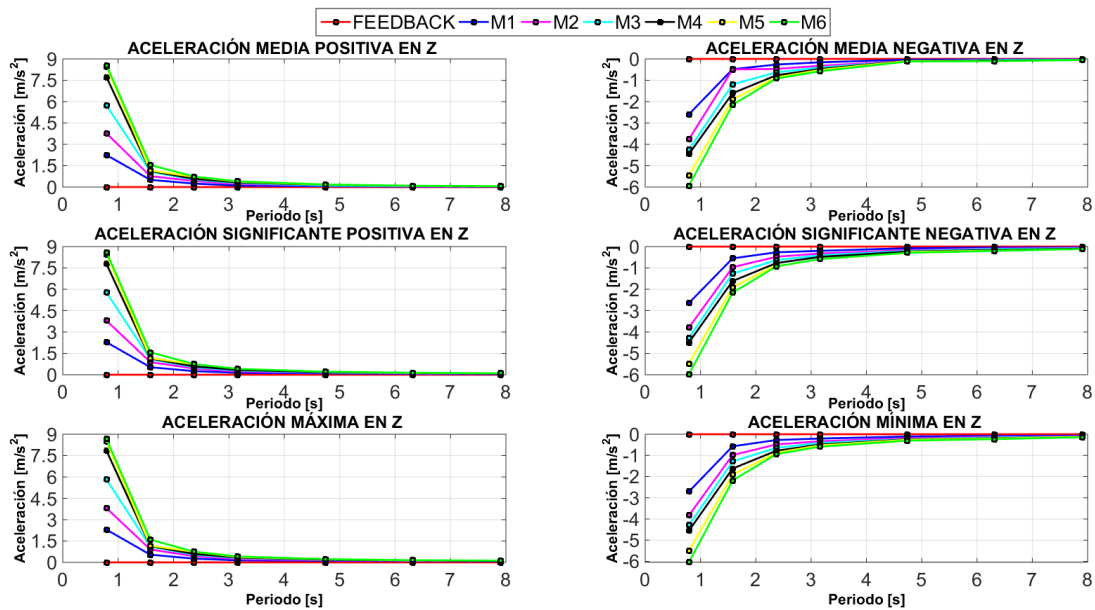 FEEDBACK M1 M2 M3 M4 M5 M6
ACELERACIÓN MEDIA POSITIVA EN Z
Aceleración [m/s²]
9
7.5
6
4.5
3
1.5
0
0 1 2 3 4 5 6 7 8
Periodo [s]
ACELERACIÓN MEDIA NEGATIVA EN Z
Aceleración [m/s²]
0
-1
-2
-3
-4
-5
-6
0 1 2 3 4 5 6 7 8
Periodo [s]
ACELERACIÓN SIGNIFICANTE POSITIVA EN Z
Aceleración [m/s²]
9
7.5
6
4.5
3
1.5
0
0 1 2 3 4 5 6 7 8
Periodo [s]
ACELERACIÓN SIGNIFICANTE NEGATIVA EN Z
Aceleración [m/s²]
0
-1
-2
-3
-4
-5
-6
0 1 2 3 4 5 6 7 8
Periodo [s]
ACELERACIÓN MÁXIMA EN Z
Aceleración [m/s²]
9
7.5
6
4.5
3
1.5
0
0 1 2 3 4 5 6 7 8
Periodo [s]
ACELERACIÓN MÍNIMA EN Z
Aceleración [m/s²]
0
-1
-2
-3
-4
-5
-6
0 1 2 3 4 5 6 7 8
Periodo [s]